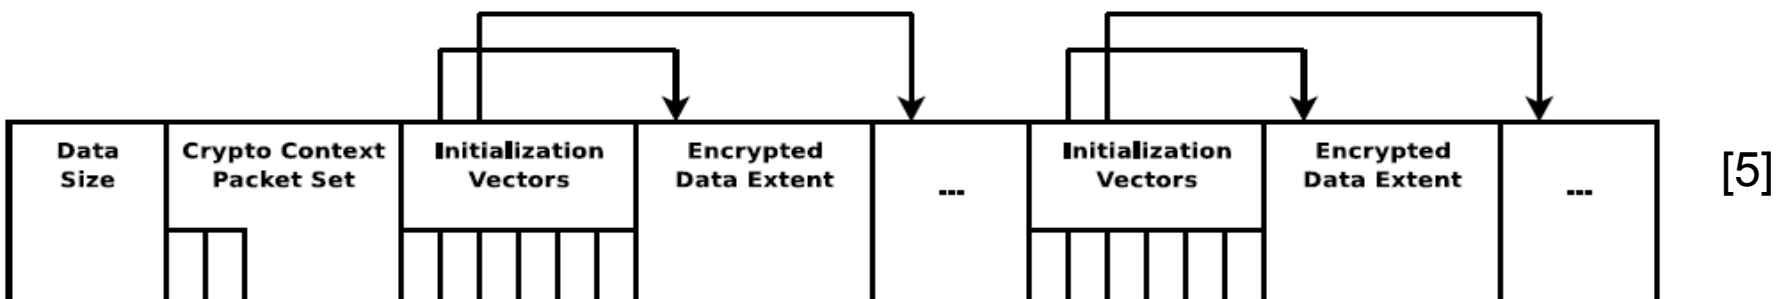 Data
Size
Crypto Context
Packet Set
Initialization
Vectors
Encrypted
Data Extent
---
Initialization
Vectors
Encrypted
Data Extent
---
[5]